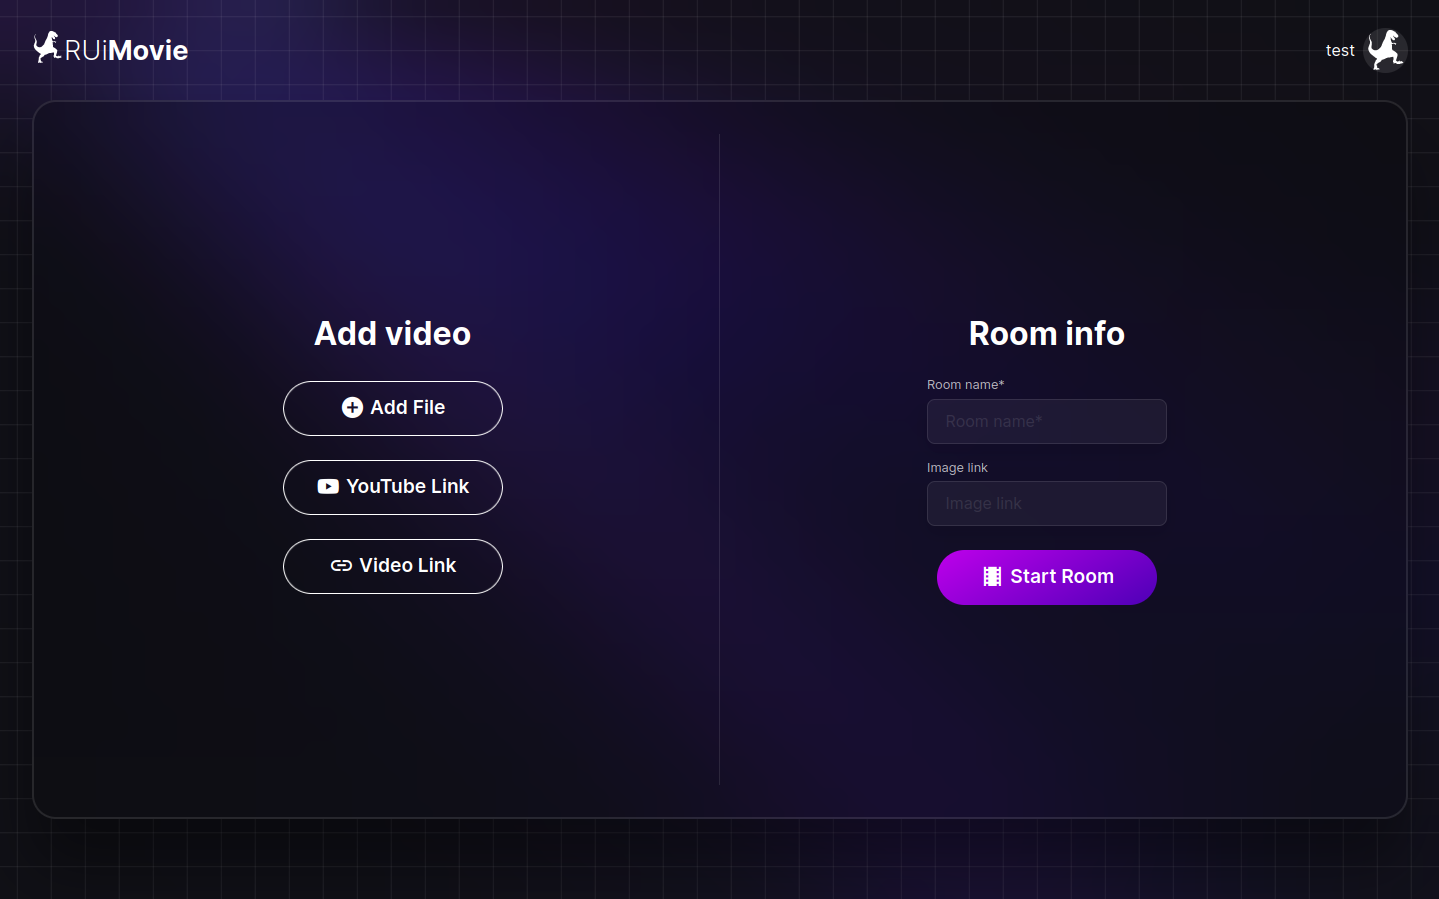 RUiMovie
test
Add video
Add File
YouTube Link
Video Link
Room info
Room name*
Room name*
Image link
Image link
Start Room